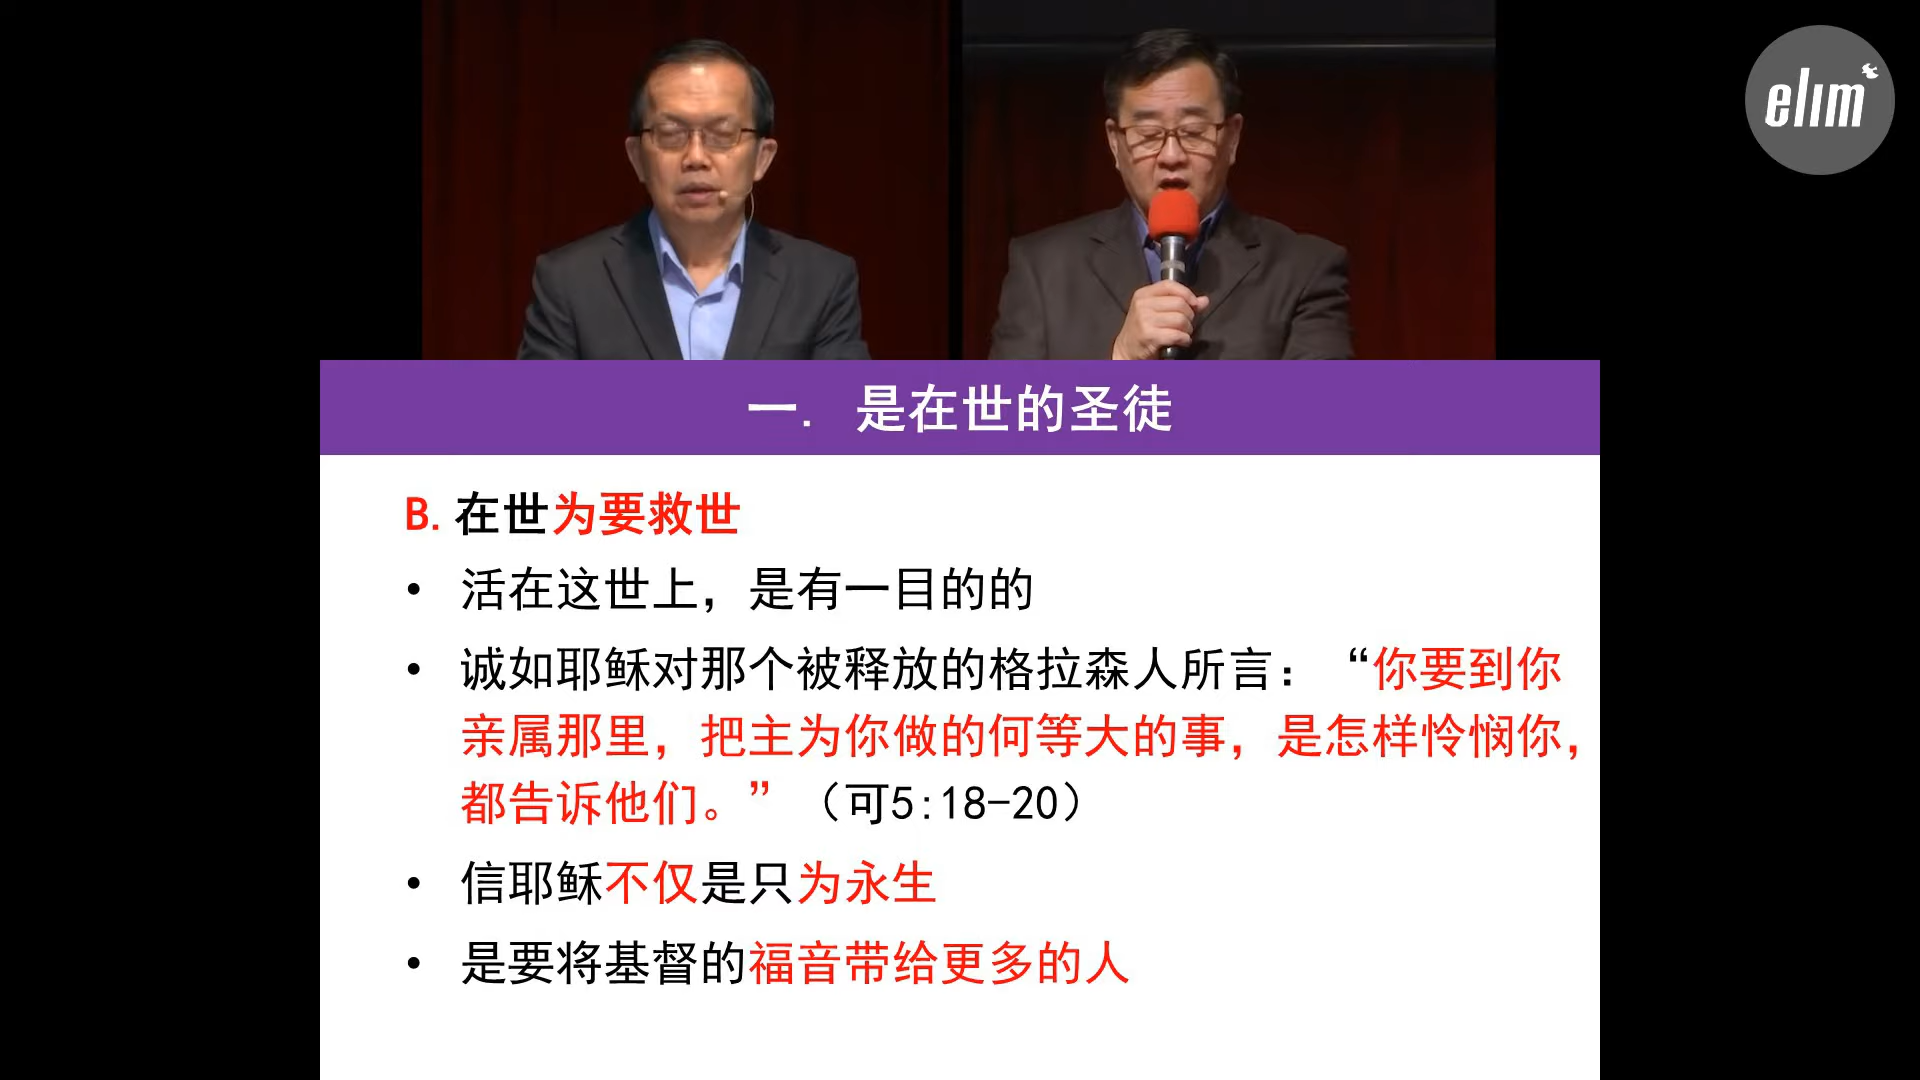 elim
一. 是在世的圣徒
B. 在世为要救世
• 活在这世上，是有一目的的
• 诚如耶稣对那个被释放的格拉森人所言：“你要到你
亲属那里，把主为你做的何等大的事，是怎样怜悯你，
都告诉他们。”（可5:18-20）
• 信耶稣不仅是只为永生
• 是要将基督的福音带给更多的人